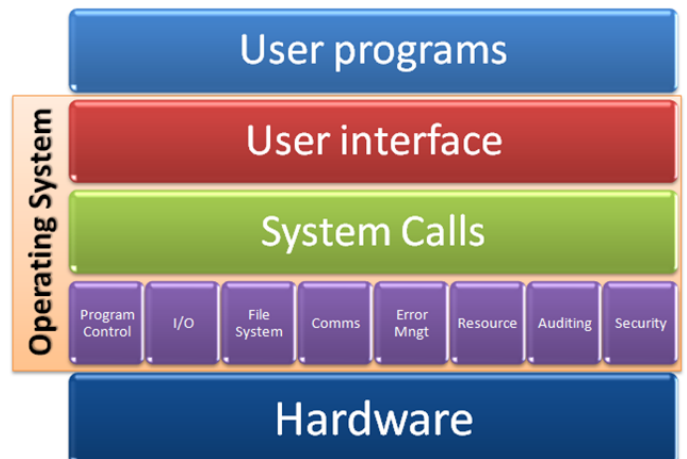 User programs
Operating System
User interface
System Calls
Program
Control
I/O
File
System
Comms
Error
Mngt
Resource
Auditing
Security
Hardware